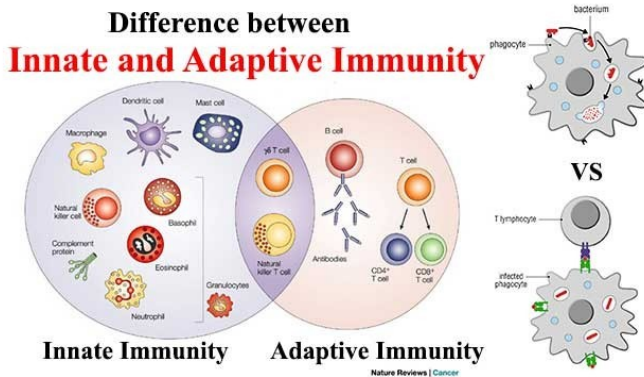 Difference between
Innate and Adaptive Immunity
Dendritic cell
Mast cell
Macrophage
γδ T cell
B cell
T cell
Natural
killer cell
Basophil
Complement
protein
Eosinophil
Natural
killer T cell
Antibodies
CD4⁺
T cell
CD8⁺
T cell
Neutrophil
Granulocytes
Innate Immunity
Adaptive Immunity
Nature Reviews | Cancer
bacterium
phagocyte
VS
T lymphocyte
infected
phagocyte